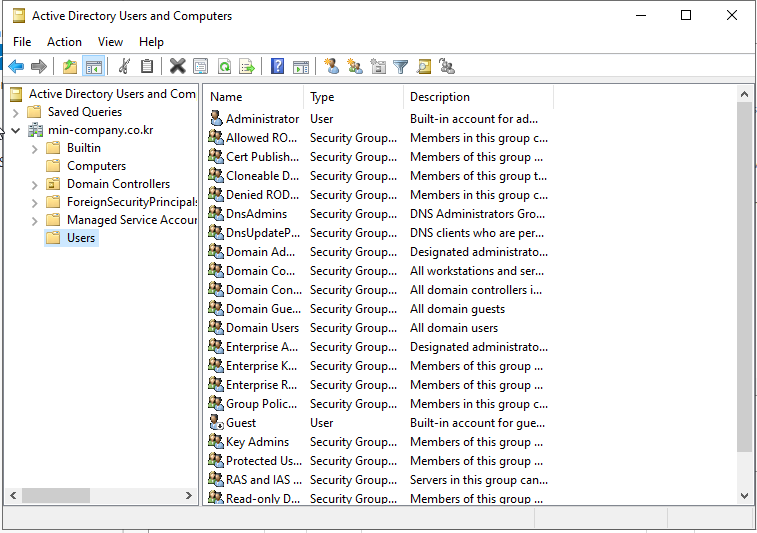 Active Directory Users and Computers
File Action View Help
Active Directory Users and Com
Saved Queries
min-company.co.kr
Builtin
Computers
Domain Controllers
ForeignSecurityPrincipals
Managed Service Accour
Users
Name Type Description
Administrator User Built-in account for ad...
Allowed RO... Security Group... Members in this group c...
Cert Publish... Security Group... Members of this group ...
Cloneable D... Security Group... Members of this group t...
Denied ROD... Security Group... Members in this group c...
DnsAdmins Security Group... DNS Administrators Gro...
DnsUpdateP... Security Group... DNS clients who are per...
Domain Ad... Security Group... Designated administrato...
Domain Co... Security Group... All workstations and ser...
Domain Con... Security Group... All domain controllers i...
Domain Gue... Security Group... All domain guests
Domain Users Security Group... All domain users
Enterprise A... Security Group... Designated administrato...
Enterprise K... Security Group... Members of this group ...
Enterprise R... Security Group... Members of this group ...
Group Polic... Security Group... Members in this group c...
Guest User Built-in account for gue...
Key Admins Security Group... Members of this group ...
Protected Us... Security Group... Members of this group ...
RAS and IAS ... Security Group... Servers in this group can...
Read-only D... Security Group... Members of this group ...